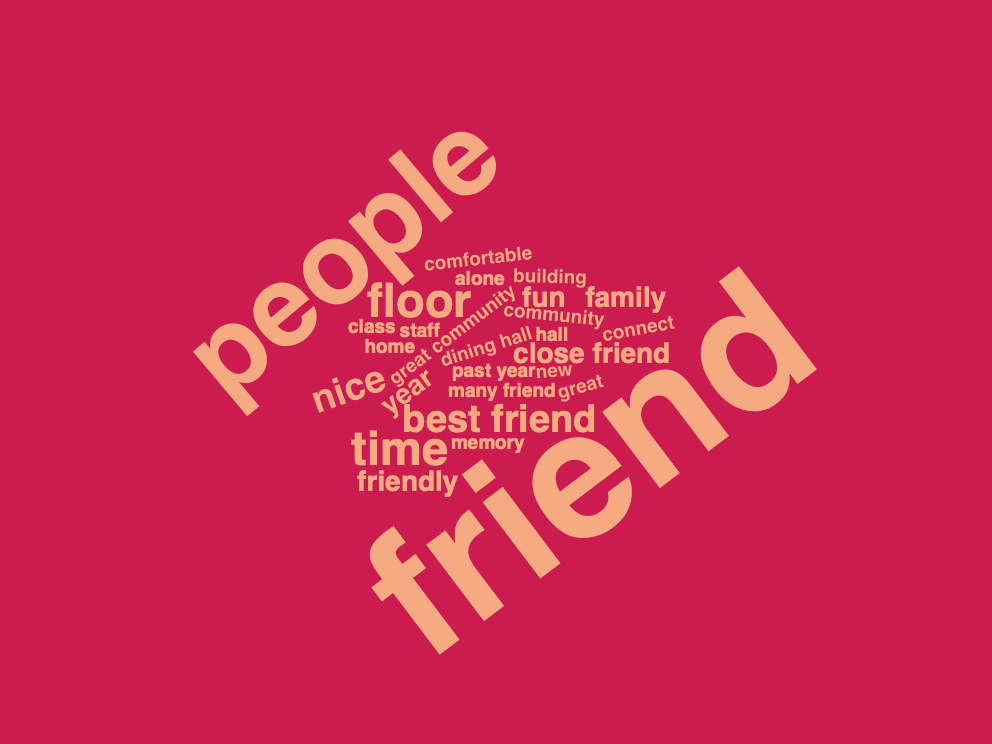 people
comfortable
alone
building
floor
fun
family
great community
community
class
staff
connect
hall
dining hall
home
close friend
past year
new
nice
year
many friend
great
best friend
time
memory
friendly
friend